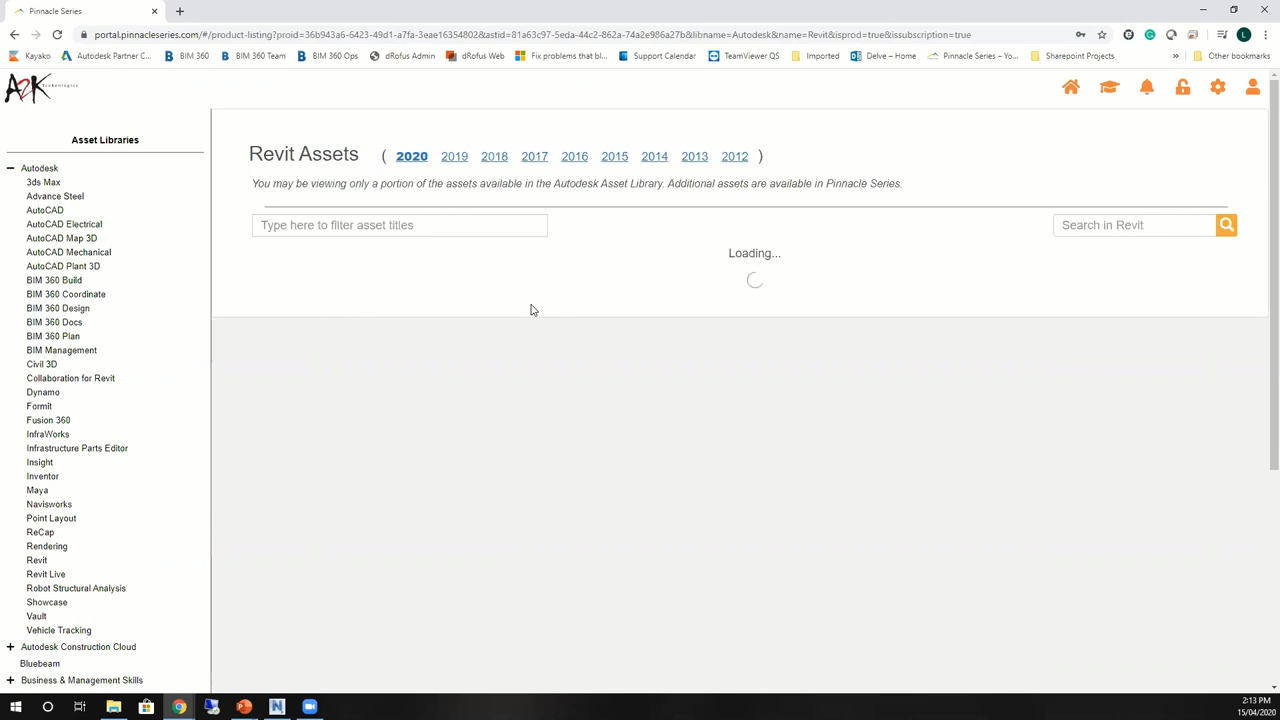 Pinnacle Series
portal.pinnacleseries.com/#/product-listing?proid=36b943a6-6423-49d1-a7fa-3eae16354802&astid=81a63c97-5eda-44c2-862a-74a2e986a27b&libname=Autodesk&name=Revit&isprod=true&issubscription=true
L
Kayako
Autodesk Partner C...
BIM 360
BIM 360 Team
BIM 360 Ops
dRofus Admin
dRofus Web
Fix problems that bl...
Support Calendar
TeamViewer QS
Imported
Delve – Home
Pinnacle Series – Yo...
Sharepoint Projects
»
Other bookmarks
A2K Technologies
Asset Libraries
Autodesk
3ds Max
Advance Steel
AutoCAD
AutoCAD Electrical
AutoCAD Map 3D
AutoCAD Mechanical
AutoCAD Plant 3D
BIM 360 Build
BIM 360 Coordinate
BIM 360 Design
BIM 360 Docs
BIM 360 Plan
BIM Management
Civil 3D
Collaboration for Revit
Dynamo
Formit
Fusion 360
InfraWorks
Infrastructure Parts Editor
Insight
Inventor
Maya
Navisworks
Point Layout
ReCap
Rendering
Revit
Revit Live
Robot Structural Analysis
Showcase
Vault
Vehicle Tracking
Autodesk Construction Cloud
Bluebeam
Business & Management Skills
Revit Assets ( 2020 2019 2018 2017 2016 2015 2014 2013 2012 )
You may be viewing only a portion of the assets available in the Autodesk Asset Library. Additional assets are available in Pinnacle Series.
Type here to filter asset titles
Search in Revit
Loading...
2:13 PM
15/04/2020